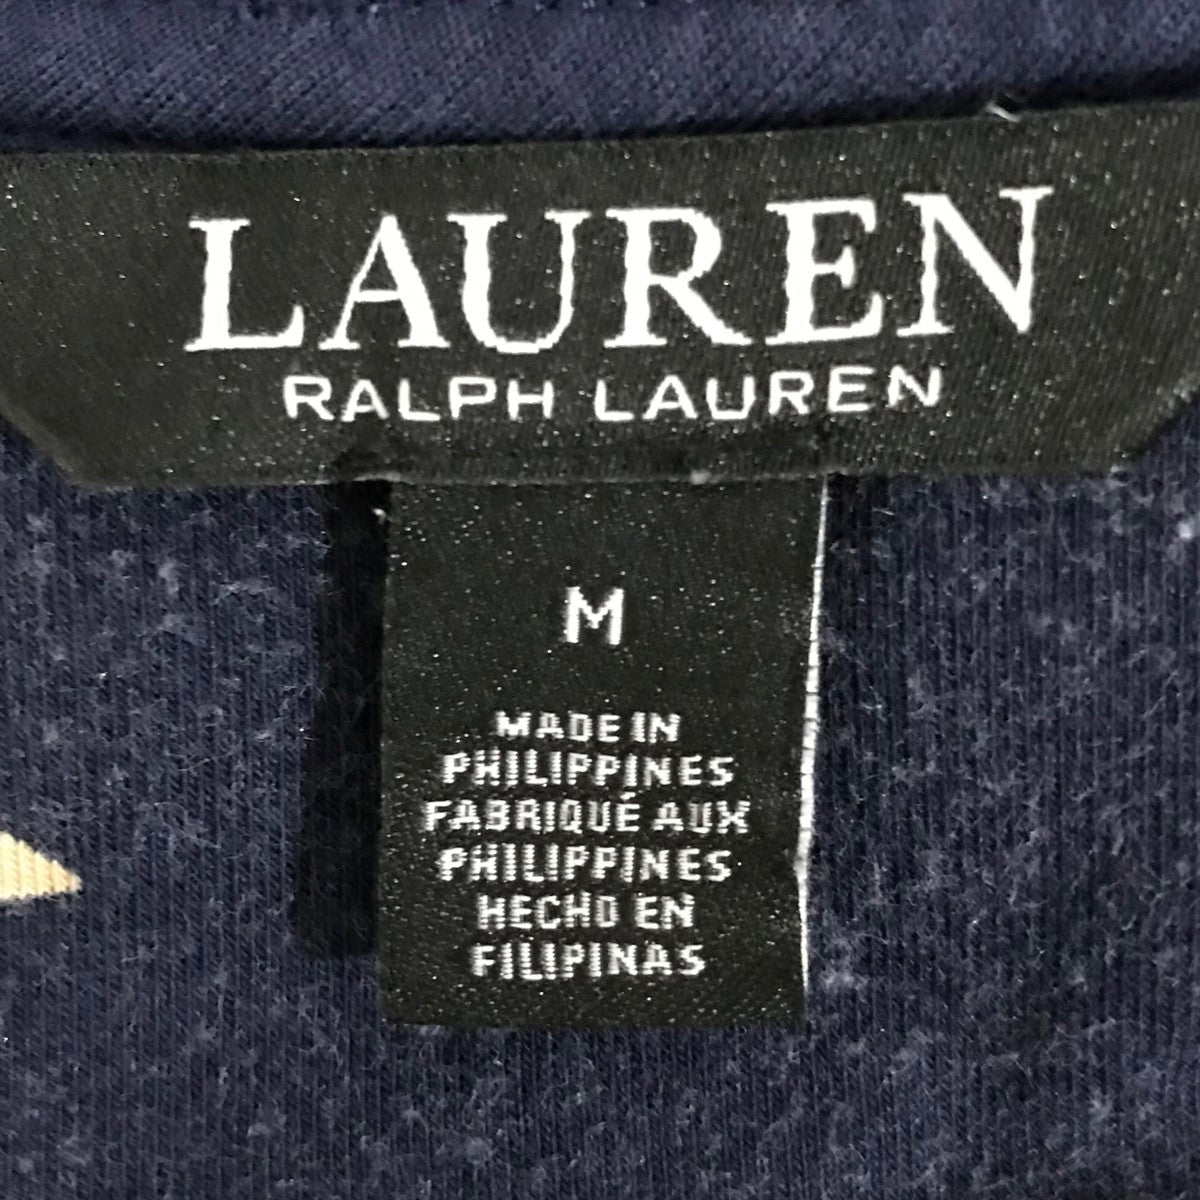 LAUREN
RALPH LAUREN
M
MADE IN
PHILIPPINES
FABRIQUÉ AUX
PHILIPPINES
HECHO EN
FILIPINAS